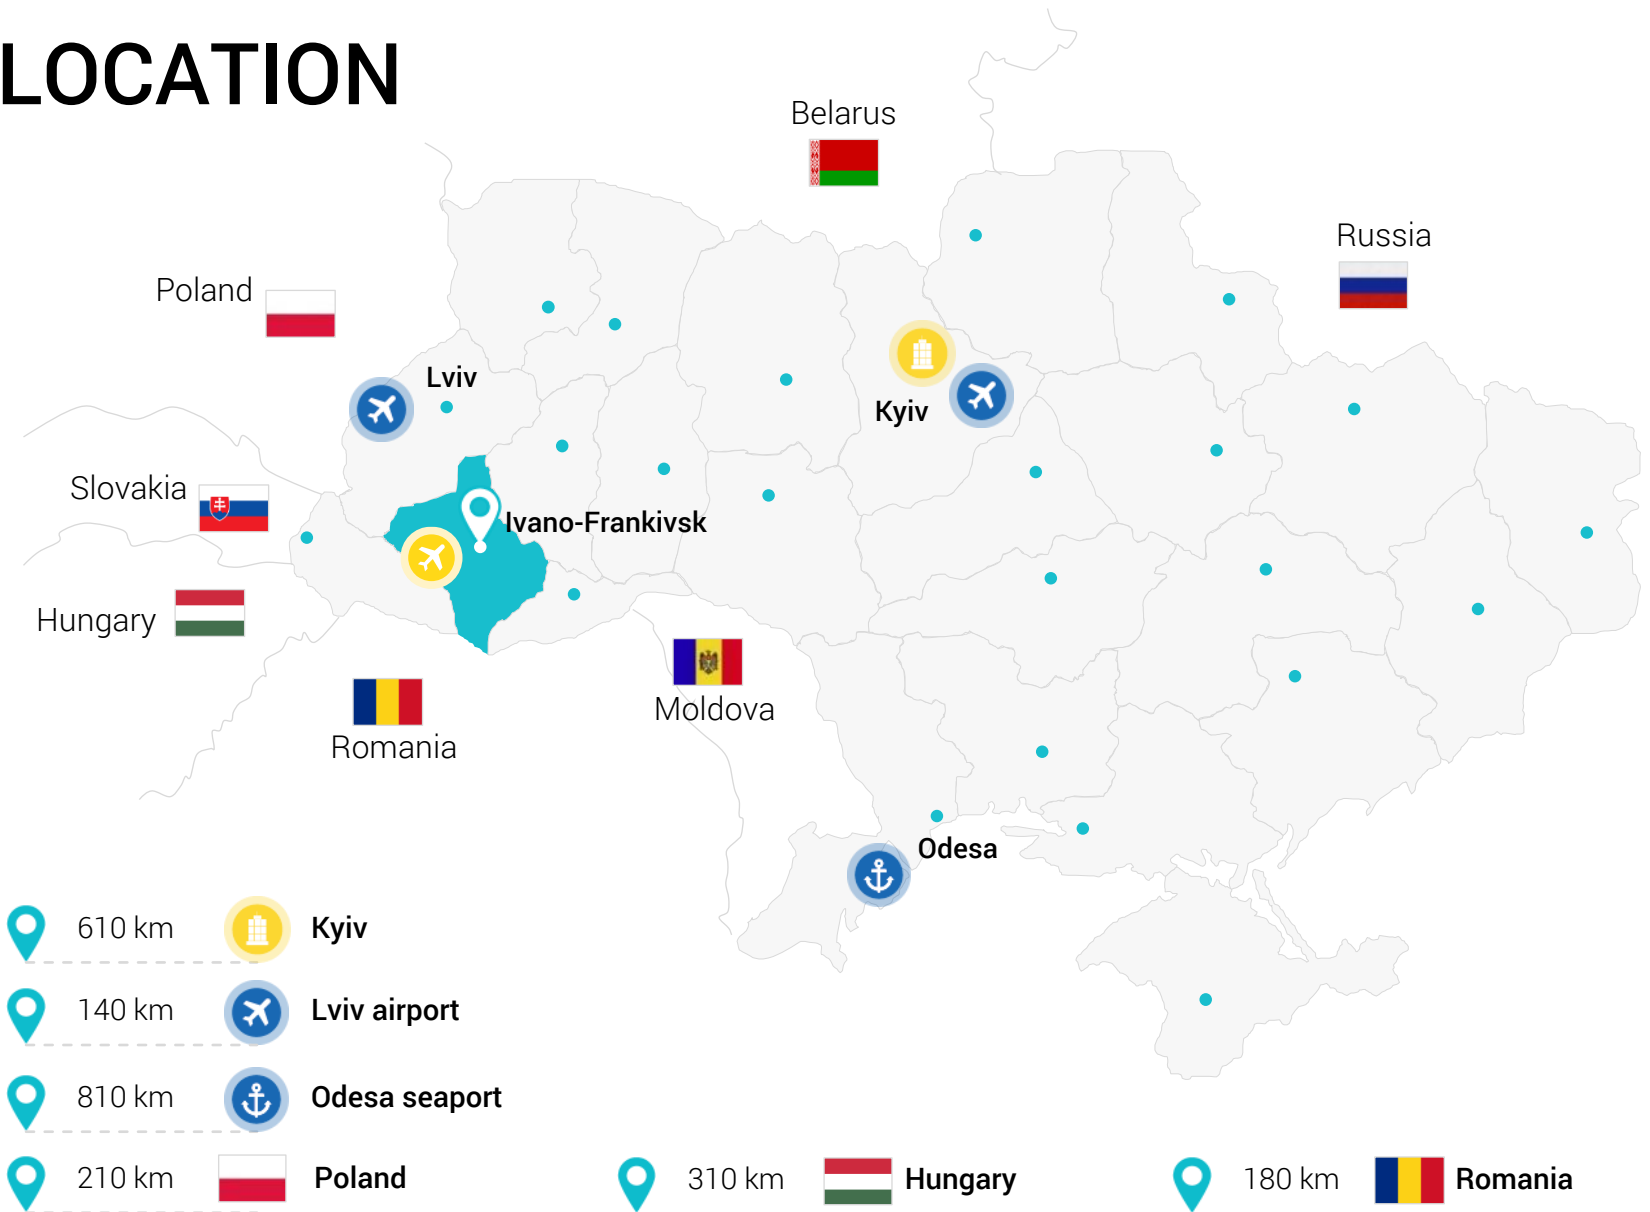 LOCATION
Belarus
Russia
Poland
Lviv
Kyiv
Slovakia
Ivano-Frankivsk
Hungary
Moldova
Romania
Odesa
610 km Kyiv
140 km Lviv airport
810 km Odesa seaport
210 km Poland 310 km Hungary 180 km Romania